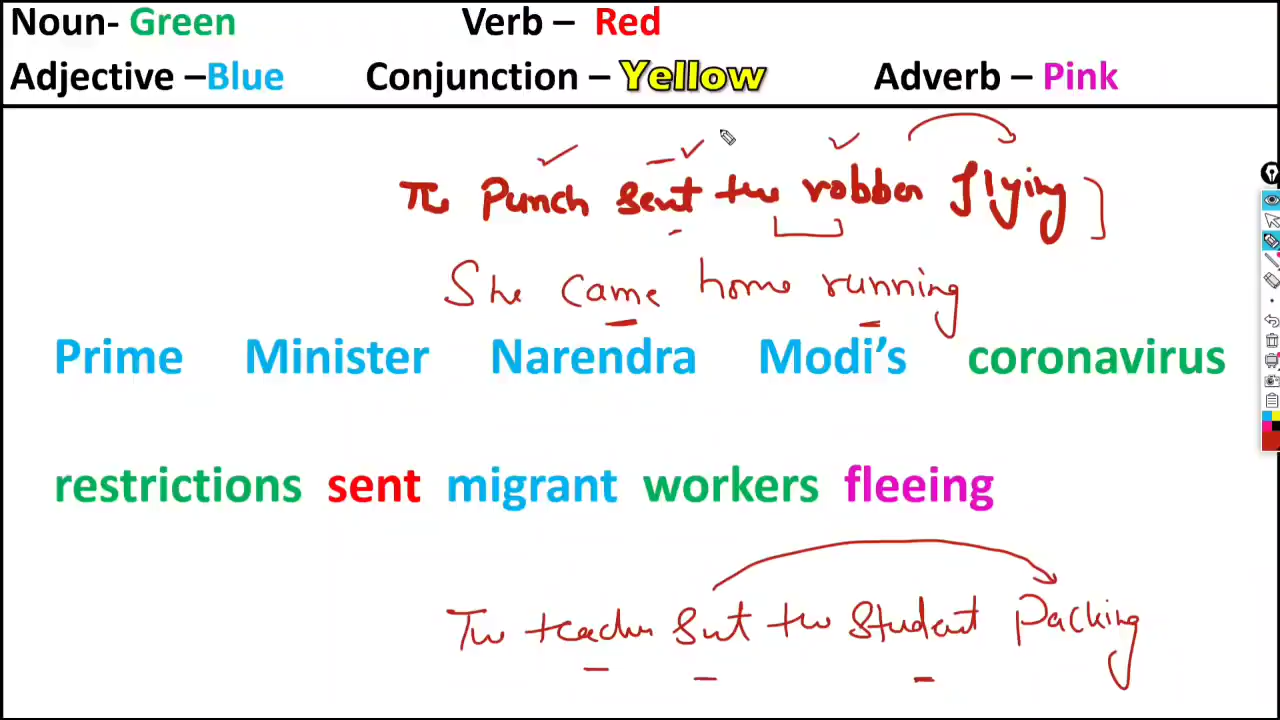 Noun- Green Verb – Red
Adjective –Blue Conjunction – Yellow Adverb – Pink
The Punch sent the robber flying
She came home running
Prime Minister Narendra Modi’s coronavirus
restrictions sent migrant workers fleeing
The teacher sent the student Packing